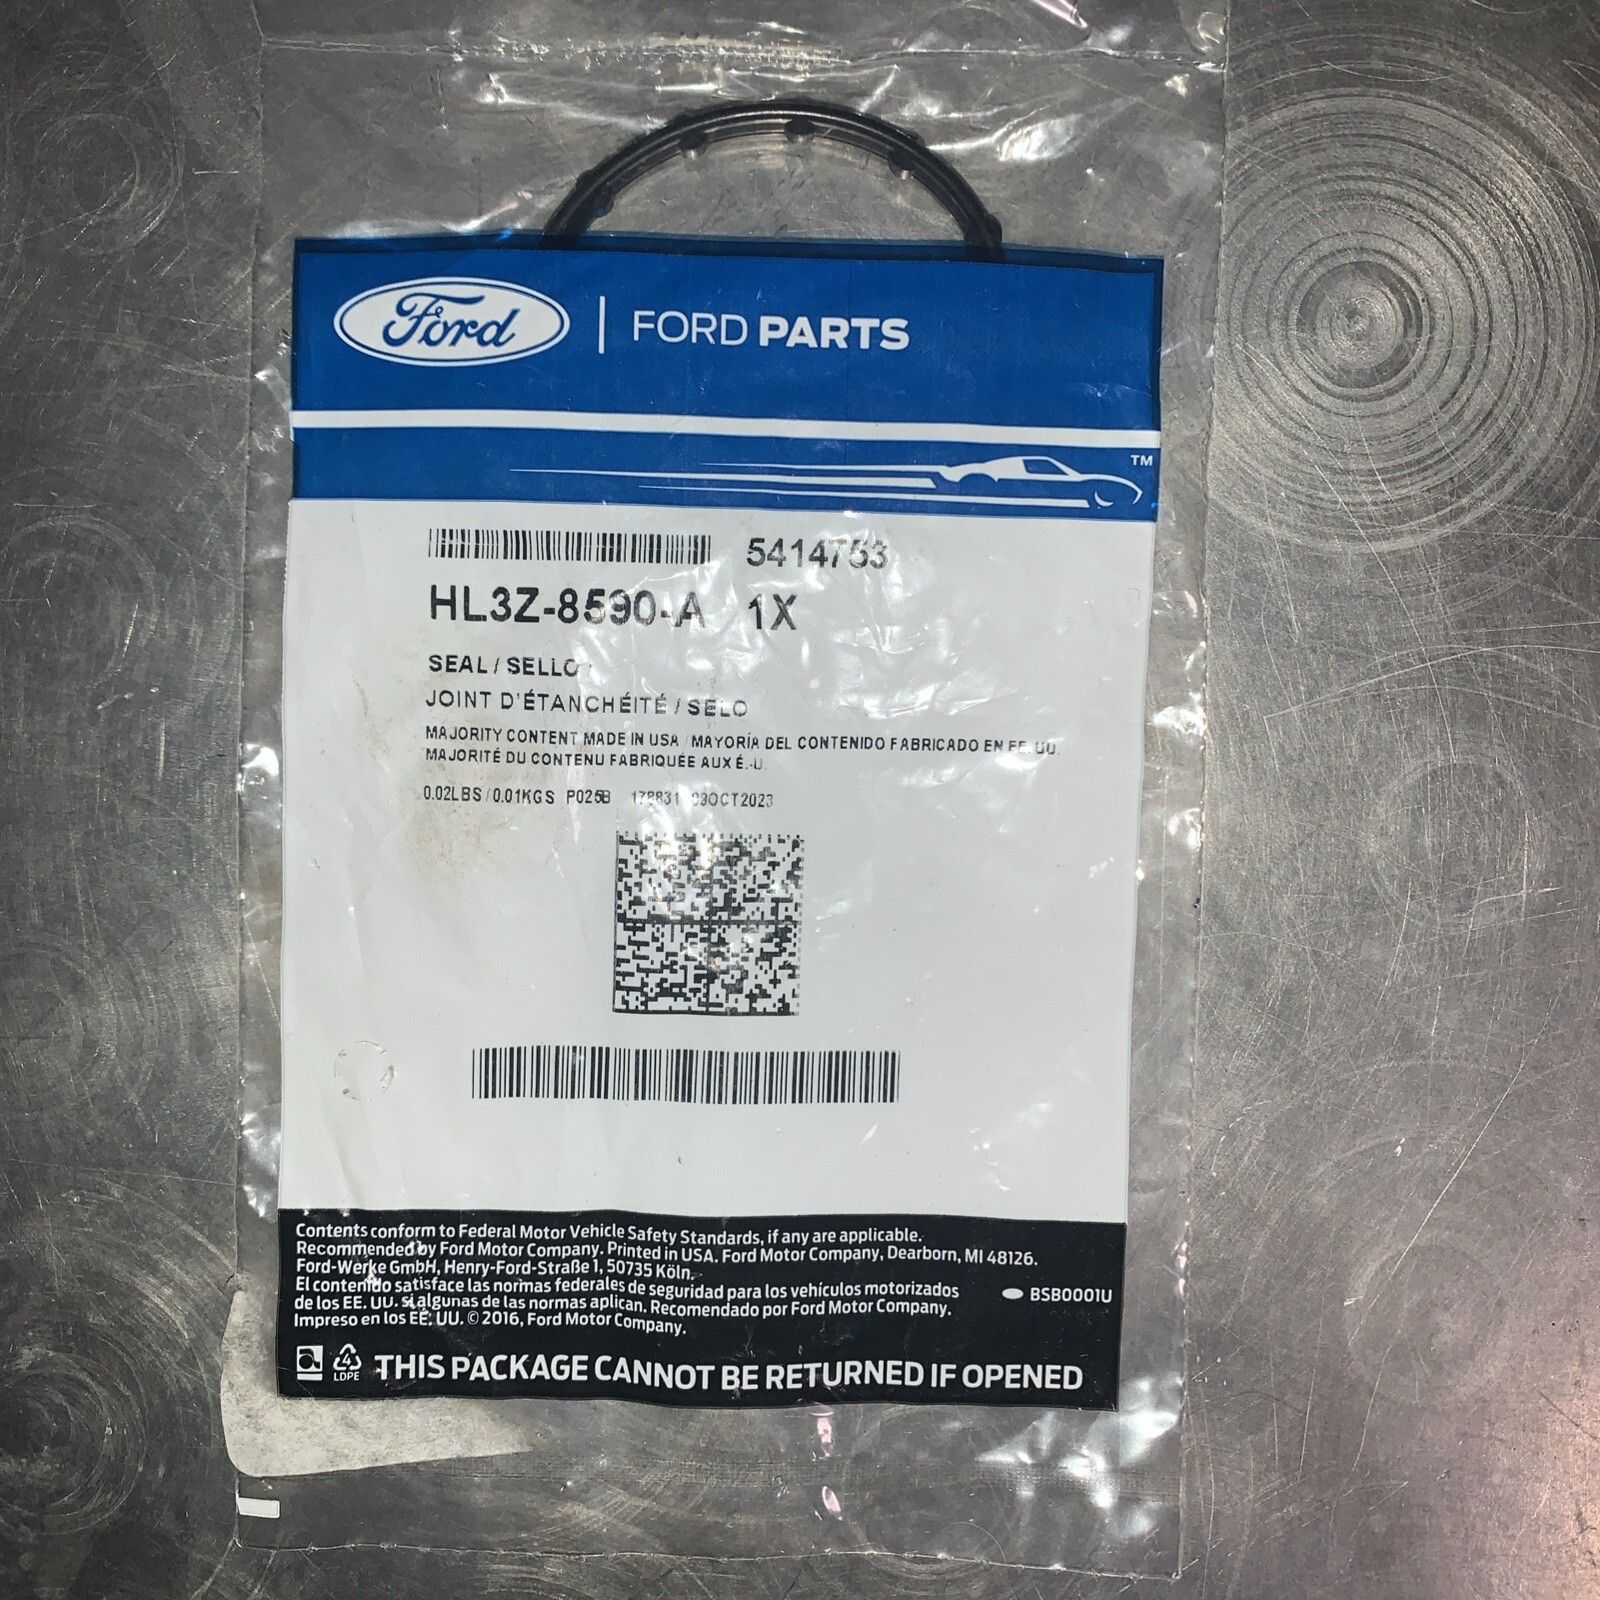 Ford | FORD PARTS
TM
5414753
HL3Z-8590-A 1X
SEAL / SELLO
JOINT D'ÉTANCHÉITÉ / SELO
MAJORITY CONTENT MADE IN USA / MAYORÍA DEL CONTENIDO FABRICADO EN EE. UU.
MAJORITÉ DU CONTENU FABRIQUÉE AUX É.-U.
0.02LBS / 0.01KGS P025B 178831 OCT2023
Contents conform to Federal Motor Vehicle Safety Standards, if any are applicable.
Recommended by Ford Motor Company. Printed in USA. Ford Motor Company, Dearborn, MI 48126.
Ford-Werke GmbH, Henry-Ford-Straße 1, 50735 Köln.
El contenido satisface las normas federales de seguridad para los vehículos motorizados
de los EE. UU. si algunas de las normas aplican. Recomendado por Ford Motor Company.
Impreso en los EE. UU. © 2016, Ford Motor Company.
BSB0001U
4
LDPE
THIS PACKAGE CANNOT BE RETURNED IF OPENED